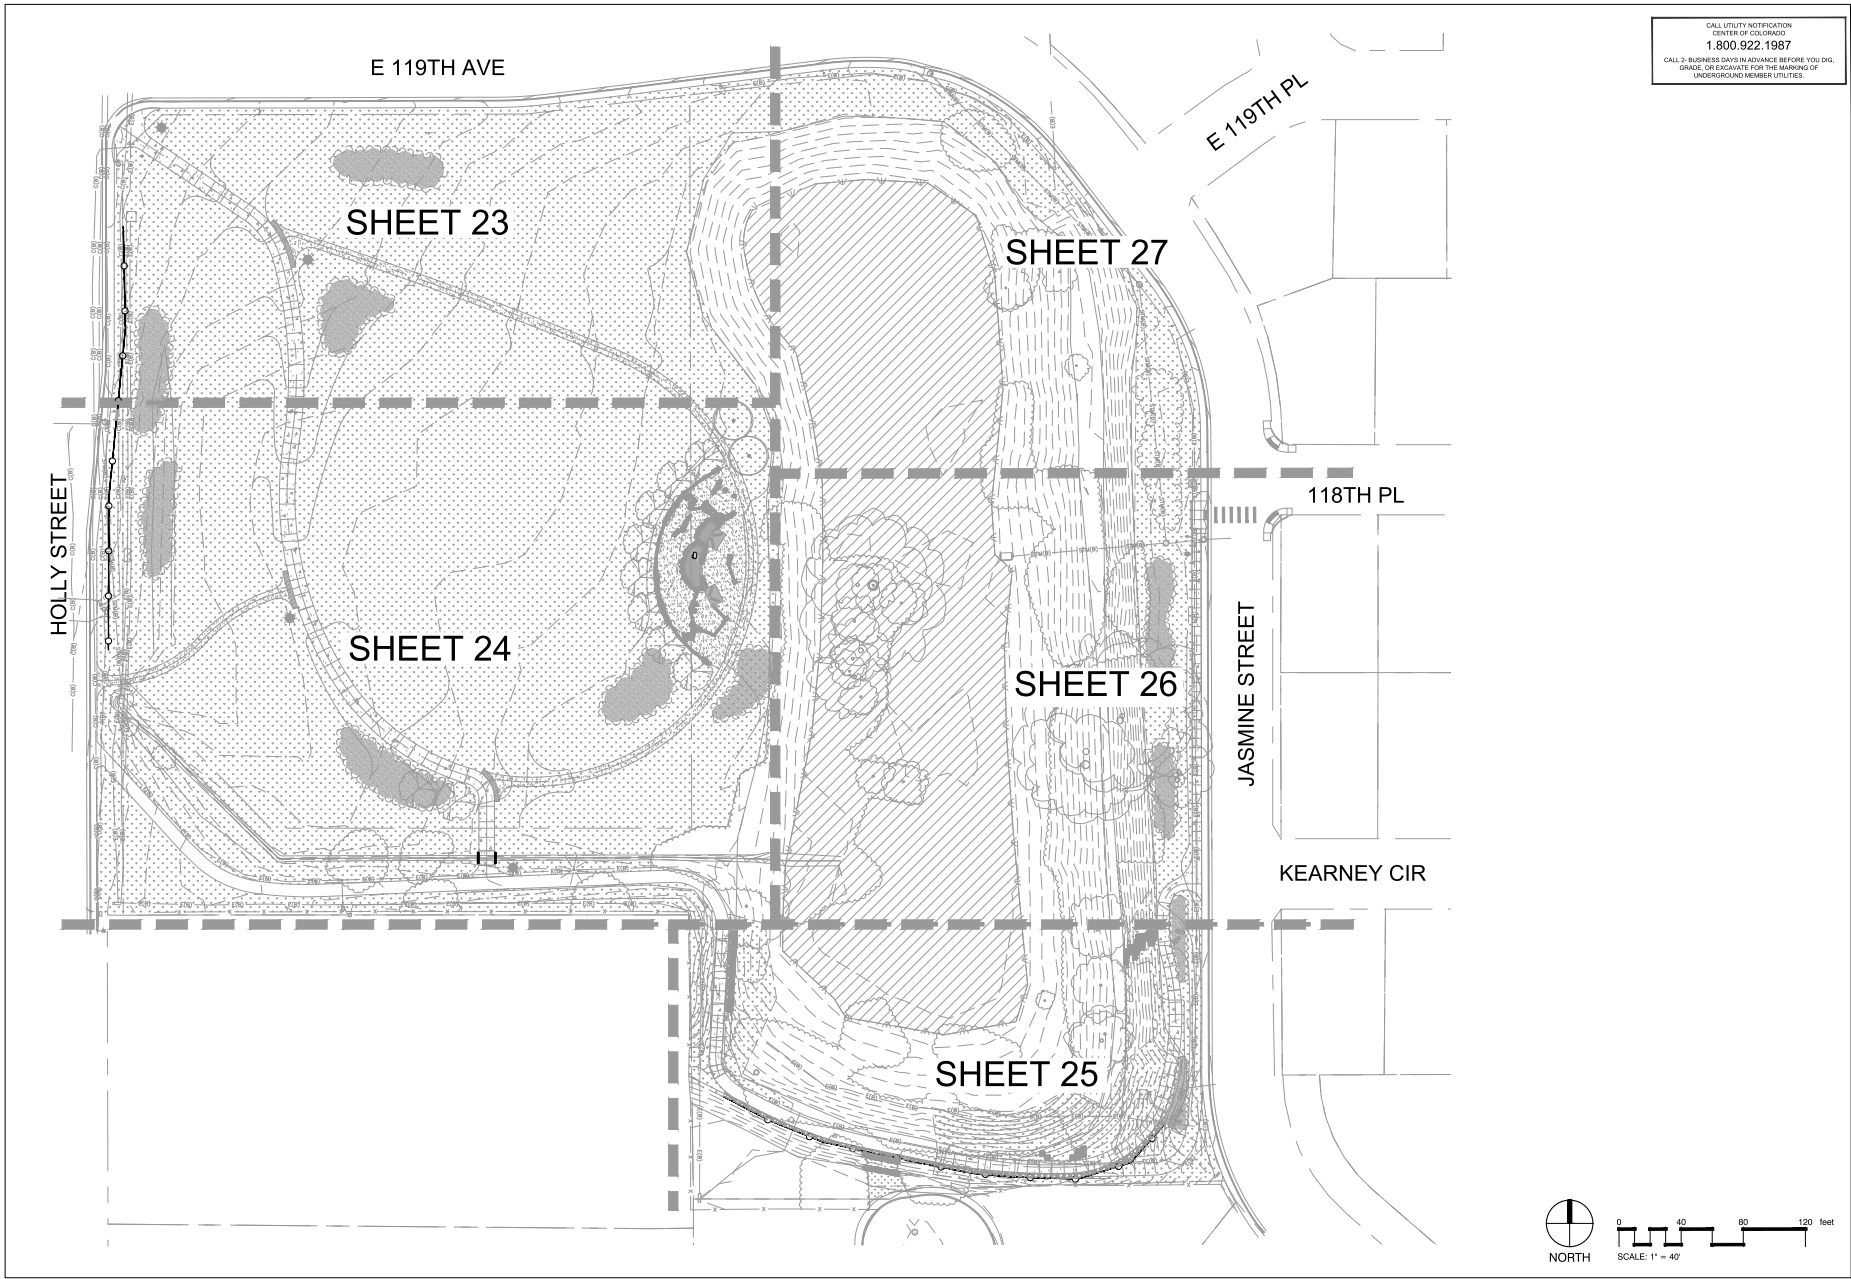 CALL UTILITY NOTIFICATION
CENTER OF COLORADO
1.800.922.1987
CALL 2- BUSINESS DAYS IN ADVANCE BEFORE YOU DIG,
GRADE, OR EXCAVATE FOR THE MARKING OF
UNDERGROUND MEMBER UTILITIES.
E 119TH AVE
E 119TH PL
SHEET 23
SHEET 27
118TH PL
HOLLY STREET
SHEET 24
SHEET 26
JASMINE STREET
KEARNEY CIR
SHEET 25
NORTH
0 40 80 120 feet
SCALE: 1" = 40'